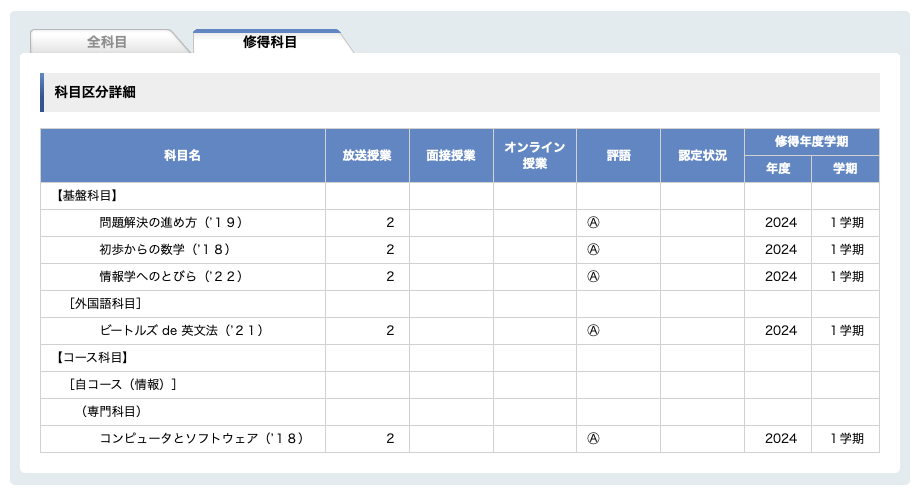 全科目 修得科目
科目区分詳細
科目名 放送授業 面接授業 オンライン授業 評語 認定状況 修得年度学期
年度 学期
【基盤科目】
問題解決の進め方（’１９） 2 Ⓐ 2024 １学期
初歩からの数学（’１８） 2 Ⓐ 2024 １学期
情報学へのとびら（’２２） 2 Ⓐ 2024 １学期
［外国語科目］
ビートルズ de 英文法（’２１） 2 Ⓐ 2024 １学期
【コース科目】
［自コース（情報）］
（専門科目）
コンピュータとソフトウェア（’１８） 2 Ⓐ 2024 １学期